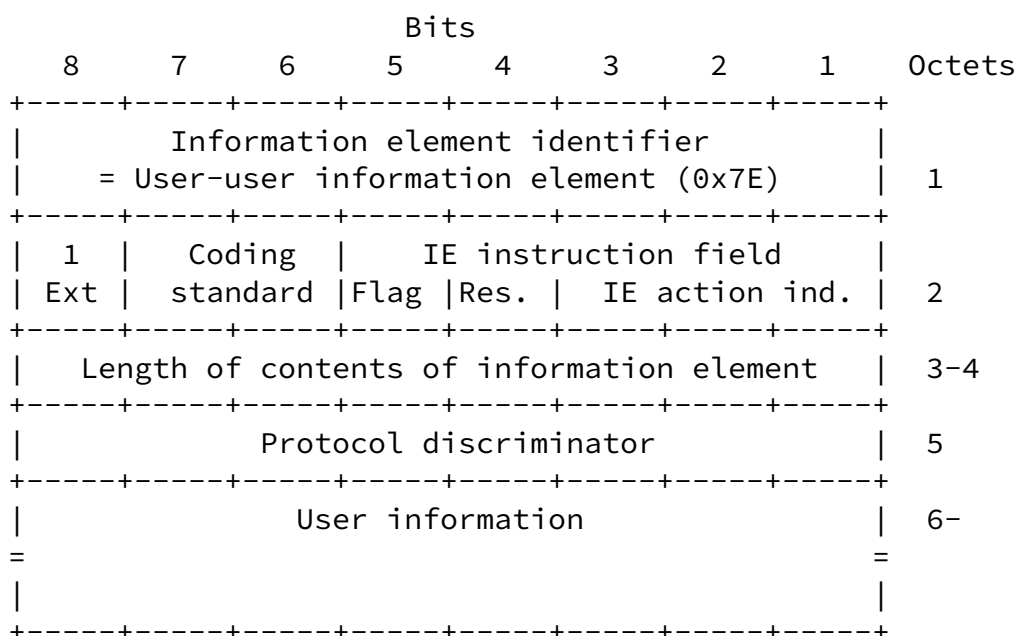 Bits
8 7 6 5 4 3 2 1 Octets
+-----+-----+-----+-----+-----+-----+-----+-----+
| Information element identifier |
| = User-user information element (0x7E) | 1
+-----+-----+-----+-----+-----+-----+-----+-----+
| 1 | Coding | IE instruction field |
| Ext | standard |Flag |Res. | IE action ind. | 2
+-----+-----+-----+-----+-----+-----+-----+-----+
| Length of contents of information element | 3-4
+-----+-----+-----+-----+-----+-----+-----+-----+
| Protocol discriminator | 5
+-----+-----+-----+-----+-----+-----+-----+-----+
| User information | 6-
= =
| |
+-----+-----+-----+-----+-----+-----+-----+-----+